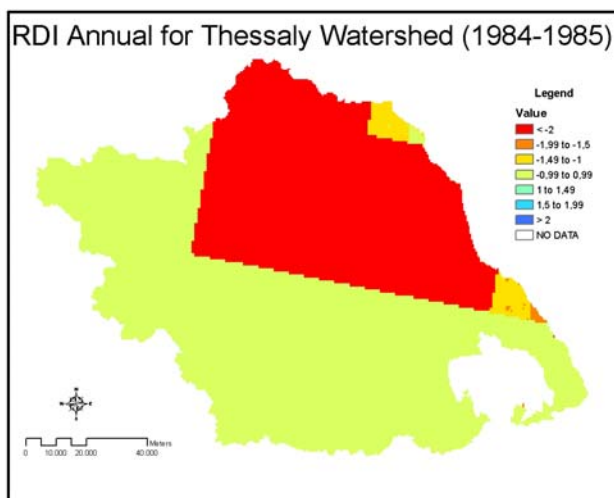 RDI Annual for Thessaly Watershed (1984-1985)
Legend
Value
< -2
-1,99 to -1,5
-1,49 to -1
-0,99 to 0,99
1 to 1,49
1,5 to 1,99
> 2
NO DATA
N
W E
S
Meters
0 10.000 20.000 40.000